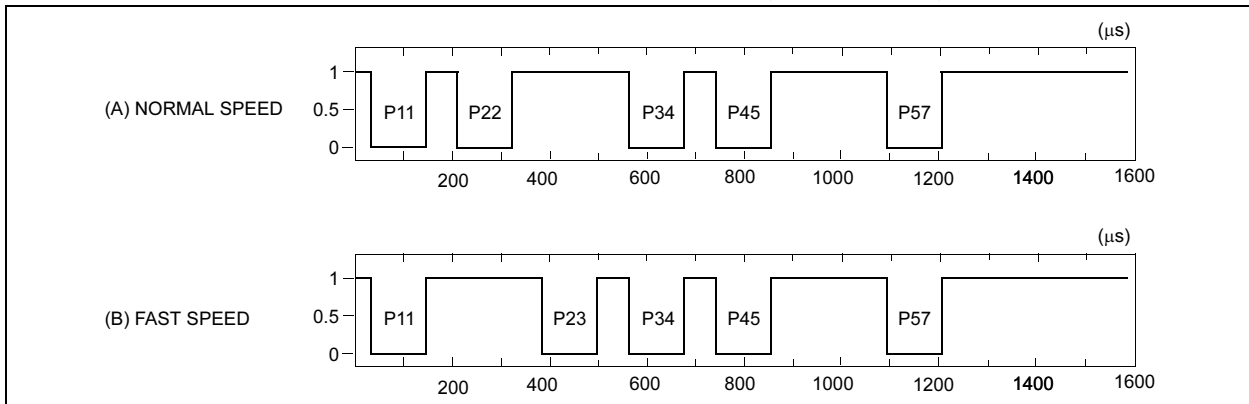 (μs)
(A) NORMAL SPEED
1
0.5
0
P11 P22 P34 P45 P57
200 400 600 800 1000 1200 1400 1600
(μs)
(B) FAST SPEED
1
0.5
0
P11 P23 P34 P45 P57
200 400 600 800 1000 1200 1400 1600